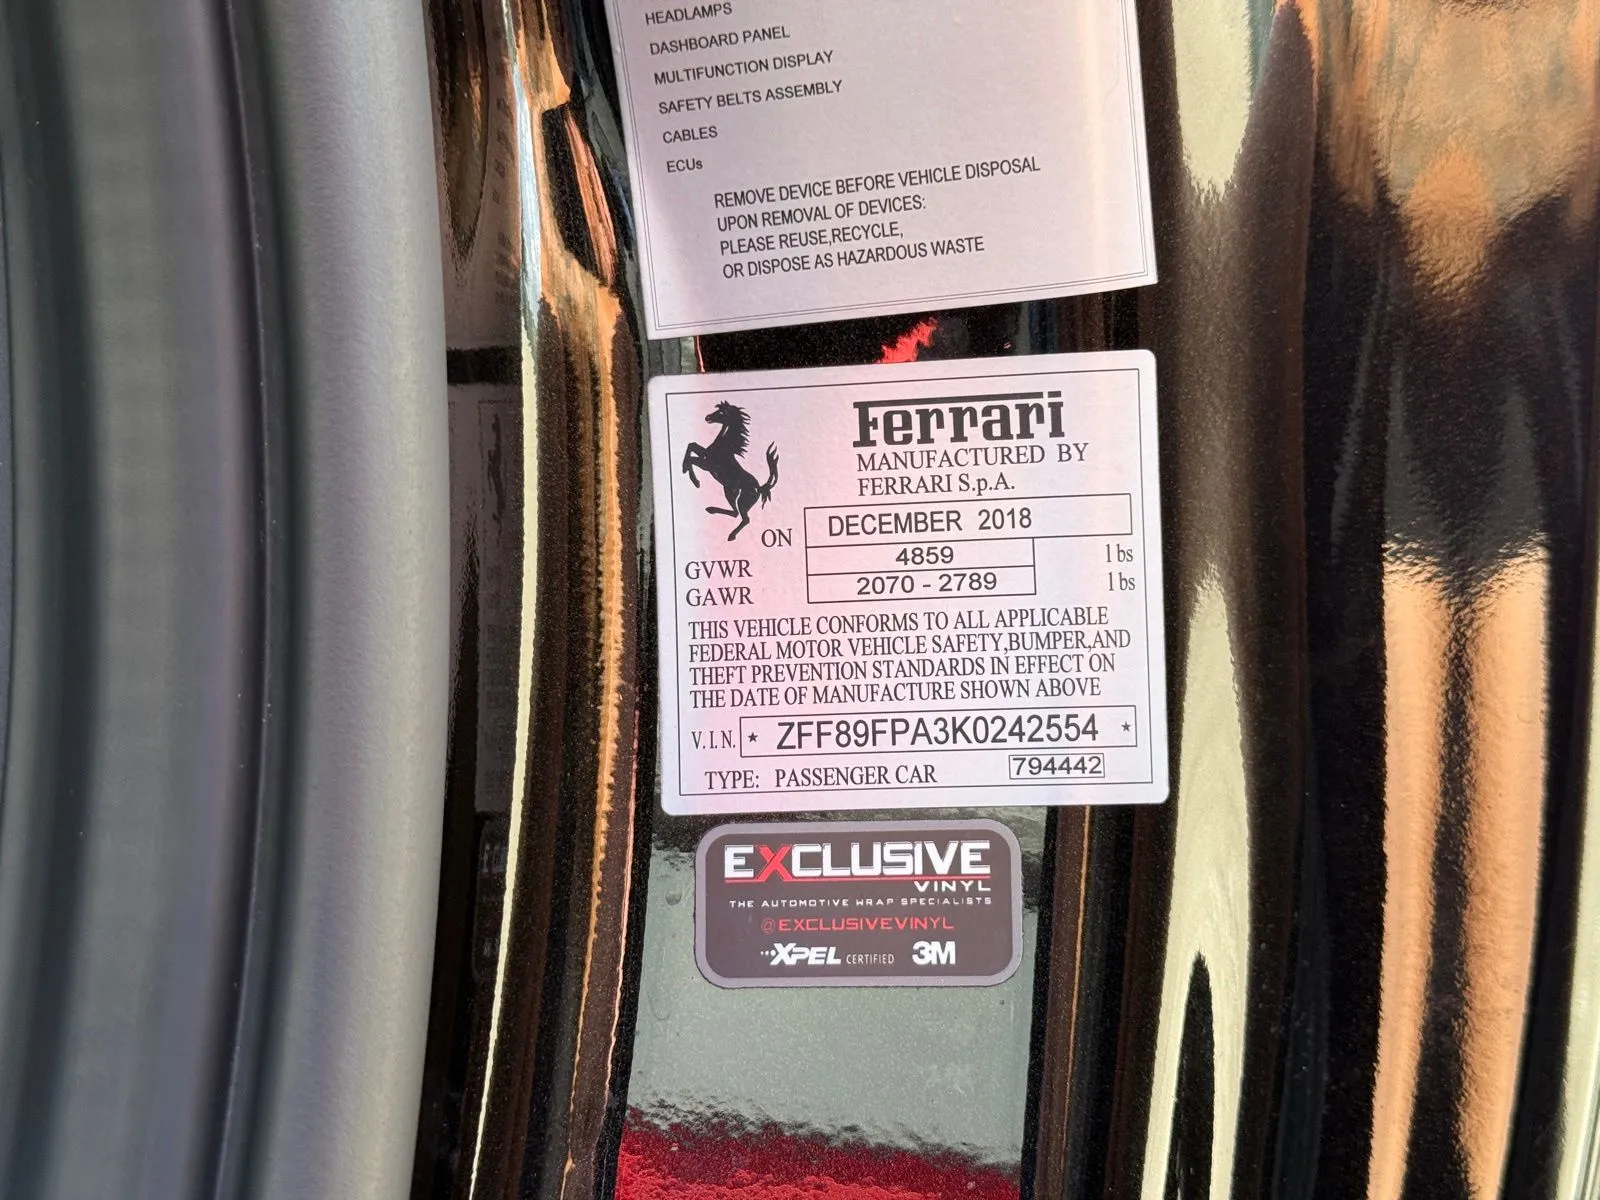 HEADLAMPS
DASHBOARD PANEL
MULTIFUNCTION DISPLAY
SAFETY BELTS ASSEMBLY
CABLES
ECUs
REMOVE DEVICE BEFORE VEHICLE DISPOSAL
UPON REMOVAL OF DEVICES:
PLEASE REUSE,RECYCLE,
OR DISPOSE AS HAZARDOUS WASTE
Ferrari
MANUFACTURED BY
FERRARI S.p.A.
ON DECEMBER 2018
GVWR 4859 lbs
GAWR 2070 - 2789 lbs
THIS VEHICLE CONFORMS TO ALL APPLICABLE
FEDERAL MOTOR VEHICLE SAFETY,BUMPER,AND
THEFT PREVENTION STANDARDS IN EFFECT ON
THE DATE OF MANUFACTURE SHOWN ABOVE
V.I.N. * ZFF89FPA3K0242554 *
TYPE: PASSENGER CAR 794442
EXCLUSIVE
VINYL
THE AUTOMOTIVE WRAP SPECIALISTS
@EXCLUSIVEVINYL
XPEL CERTIFIED 3M